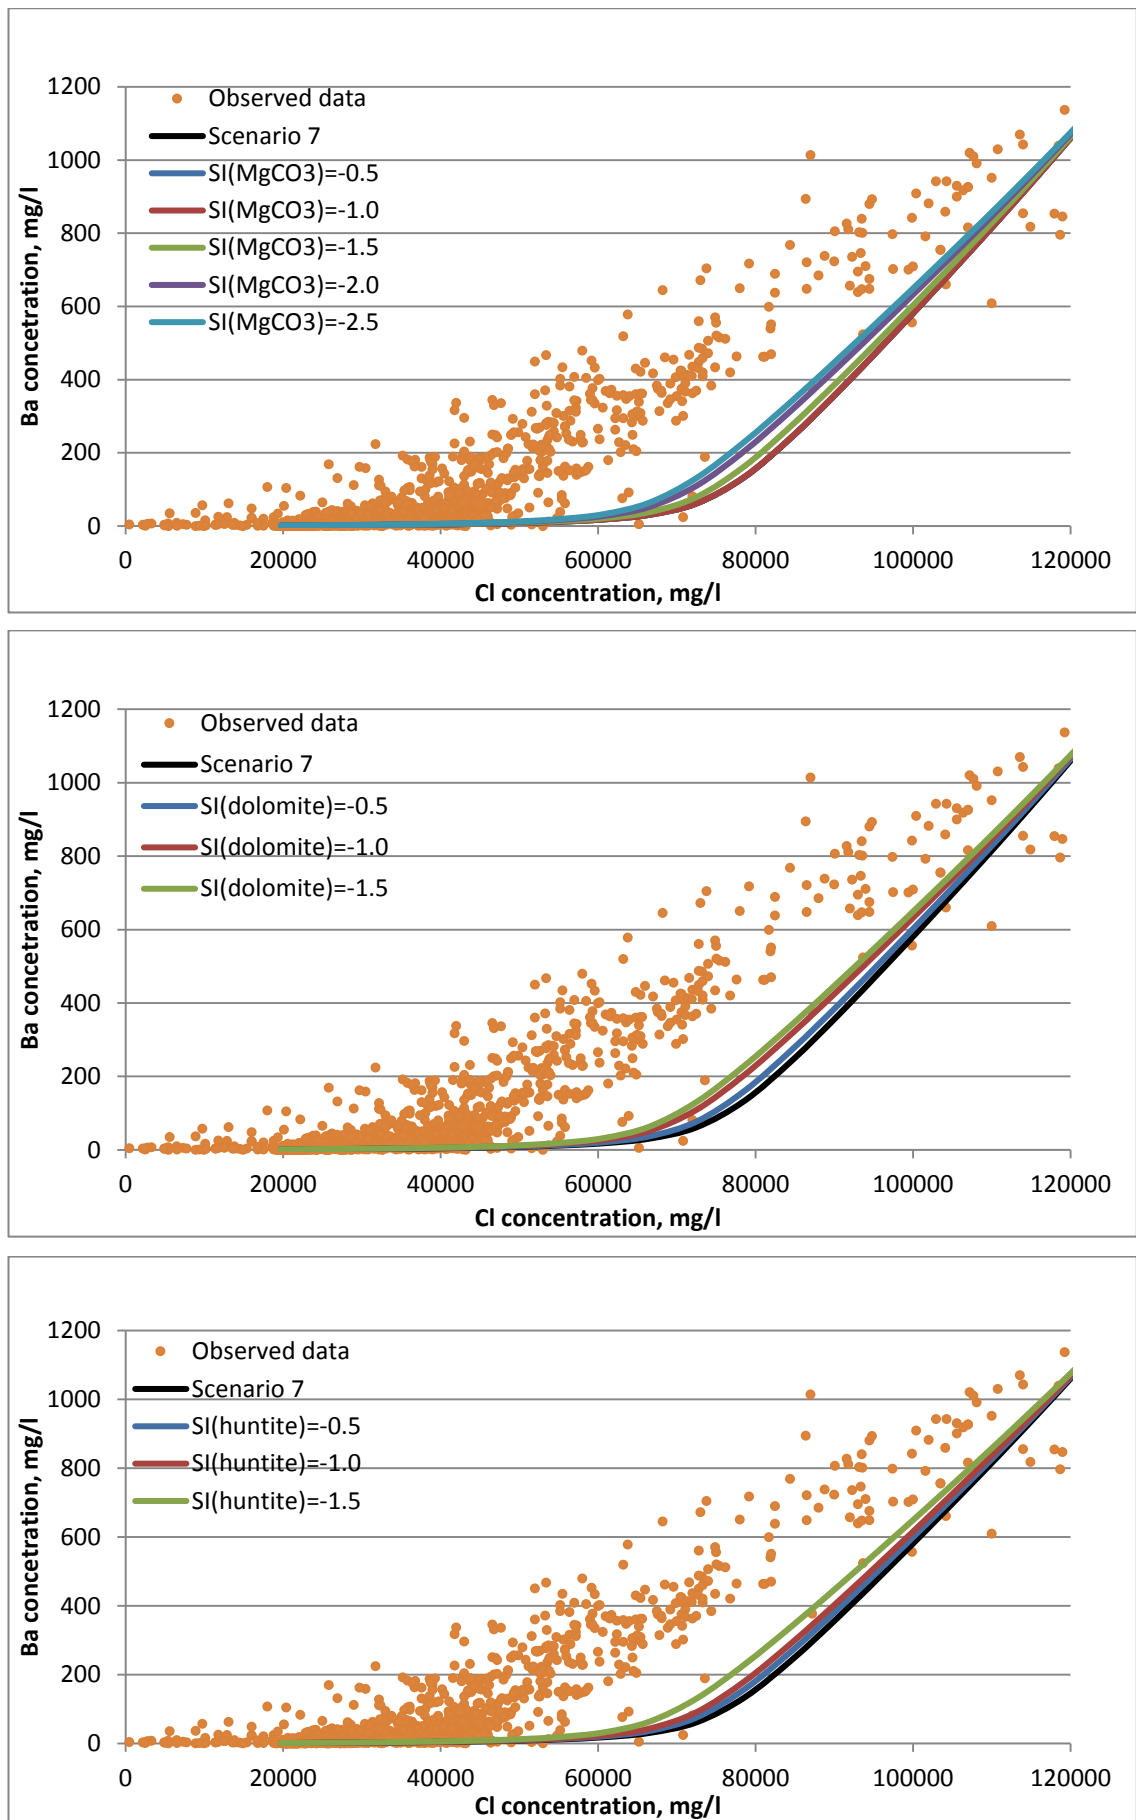 1200
1000
800
600
400
200
0
Ba concetration, mg/l
Observed data
Scenario 7
SI(MgCO3)=-0.5
SI(MgCO3)=-1.0
SI(MgCO3)=-1.5
SI(MgCO3)=-2.0
SI(MgCO3)=-2.5
0 20000 40000 60000 80000 100000 120000
Cl concentration, mg/l
1200
1000
800
600
400
200
0
Ba concetration, mg/l
Observed data
Scenario 7
SI(dolomite)=-0.5
SI(dolomite)=-1.0
SI(dolomite)=-1.5
0 20000 40000 60000 80000 100000 120000
Cl concentration, mg/l
1200
1000
800
600
400
200
0
Ba concetration, mg/l
Observed data
Scenario 7
SI(huntite)=-0.5
SI(huntite)=-1.0
SI(huntite)=-1.5
0 20000 40000 60000 80000 100000 120000
Cl concentration, mg/l